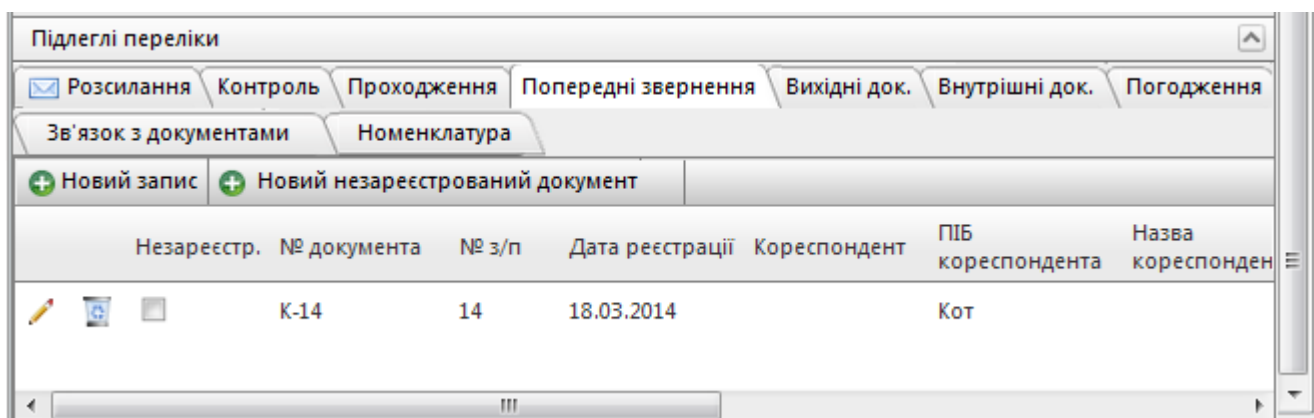 Підлеглі переліки
Розсилання Контроль Проходження Попередні звернення Вихідні док. Внутрішні док. Погодження
Зв'язок з документами Номенклатура
Новий запис Новий незареєстрований документ
Незареєстр. № документа № з/п Дата реєстрації Кореспондент ПІБ кореспондента Назва кореспонден
К-14 14 18.03.2014 Кот